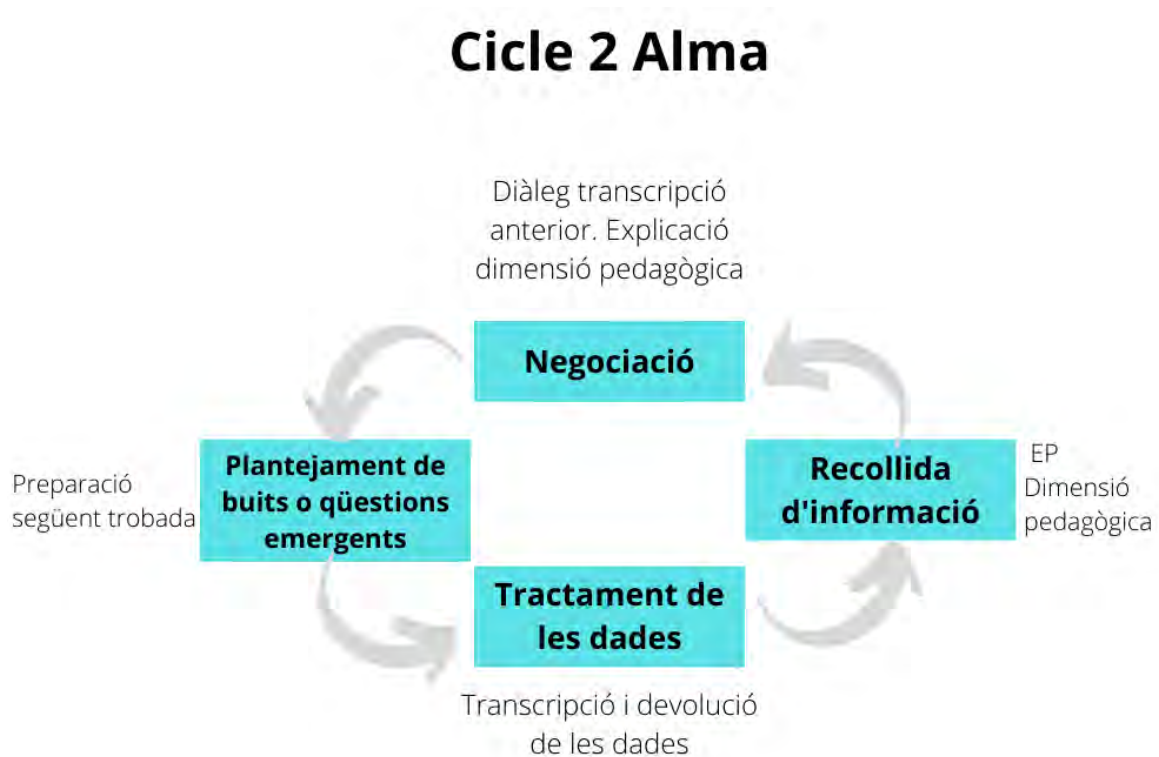 Cicle 2 Alma
Diàleg transcripció
anterior. Explicació
dimensió pedagògica
Negociació
Preparació
següent trobada
Plantejament de
buits o qüestions
emergents
Recollida
d'informació
EP
Dimensió
pedagògica
Tractament de
les dades
Transcripció i devolució
de les dades